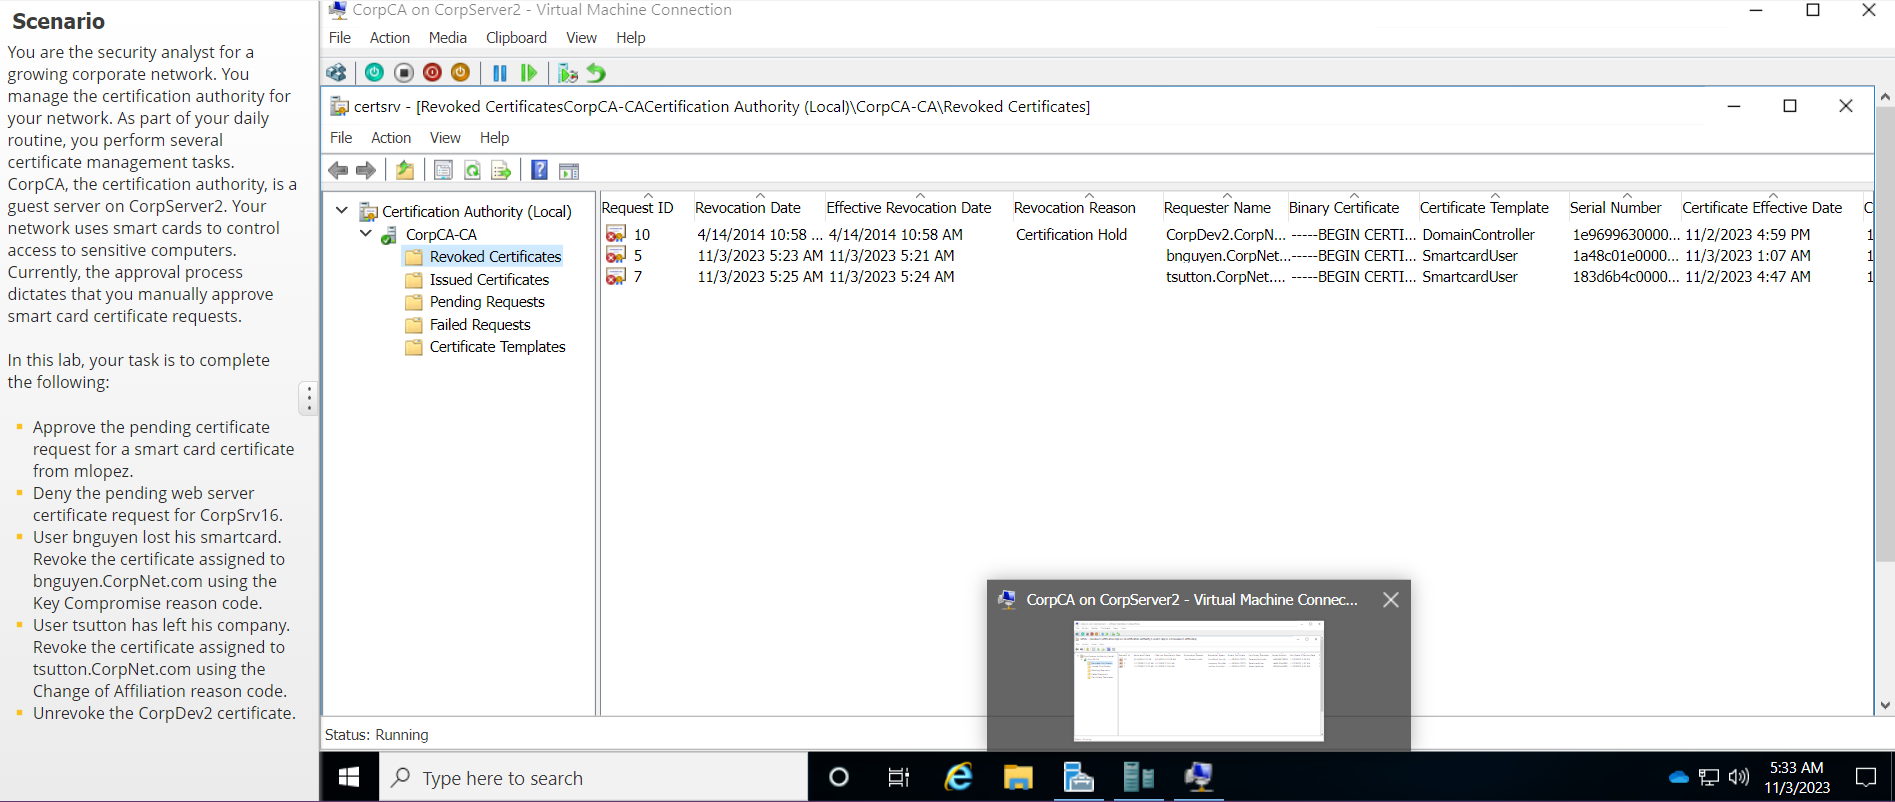 Scenario
You are the security analyst for a
growing corporate network. You
manage the certification authority for
your network. As part of your daily
routine, you perform several
certificate management tasks.
CorpCA, the certification authority, is a
guest server on CorpServer2. Your
network uses smart cards to control
access to sensitive computers.
Currently, the approval process
dictates that you manually approve
smart card certificate requests.
In this lab, your task is to complete
the following:
Approve the pending certificate
request for a smart card certificate
from mlopez.
Deny the pending web server
certificate request for CorpSrv16.
User bnguyen lost his smartcard.
Revoke the certificate assigned to
bnguyen.CorpNet.com using the
Key Compromise reason code.
User tsutton has left his company.
Revoke the certificate assigned to
tsutton.CorpNet.com using the
Change of Affiliation reason code.
Unrevoke the CorpDev2 certificate.
CorpCA on CorpServer2 - Virtual Machine Connection
File Action Media Clipboard View Help
certsrv - [Revoked CertificatesCorpCA-CACertification Authority (Local)\CorpCA-CA\Revoked Certificates]
File Action View Help
Certification Authority (Local)
CorpCA-CA
Revoked Certificates
Issued Certificates
Pending Requests
Failed Requests
Certificate Templates
Request ID Revocation Date Effective Revocation Date Revocation Reason Requester Name Binary Certificate Certificate Template Serial Number Certificate Effective Date C
10 4/14/2014 10:58 ... 4/14/2014 10:58 AM Certification Hold CorpDev2.CorpN... -----BEGIN CERTI... DomainController 1e9699630000... 11/2/2023 4:59 PM 1
5 11/3/2023 5:23 AM 11/3/2023 5:21 AM bnguyen.CorpNet... -----BEGIN CERTI... SmartcardUser 1a48c01e0000... 11/3/2023 1:07 AM 1
7 11/3/2023 5:25 AM 11/3/2023 5:24 AM tsutton.CorpNet.... -----BEGIN CERTI... SmartcardUser 183d6b4c0000... 11/2/2023 4:47 AM 1
CorpCA on CorpServer2 - Virtual Machine Connec...
Status: Running
Type here to search
5:33 AM
11/3/2023